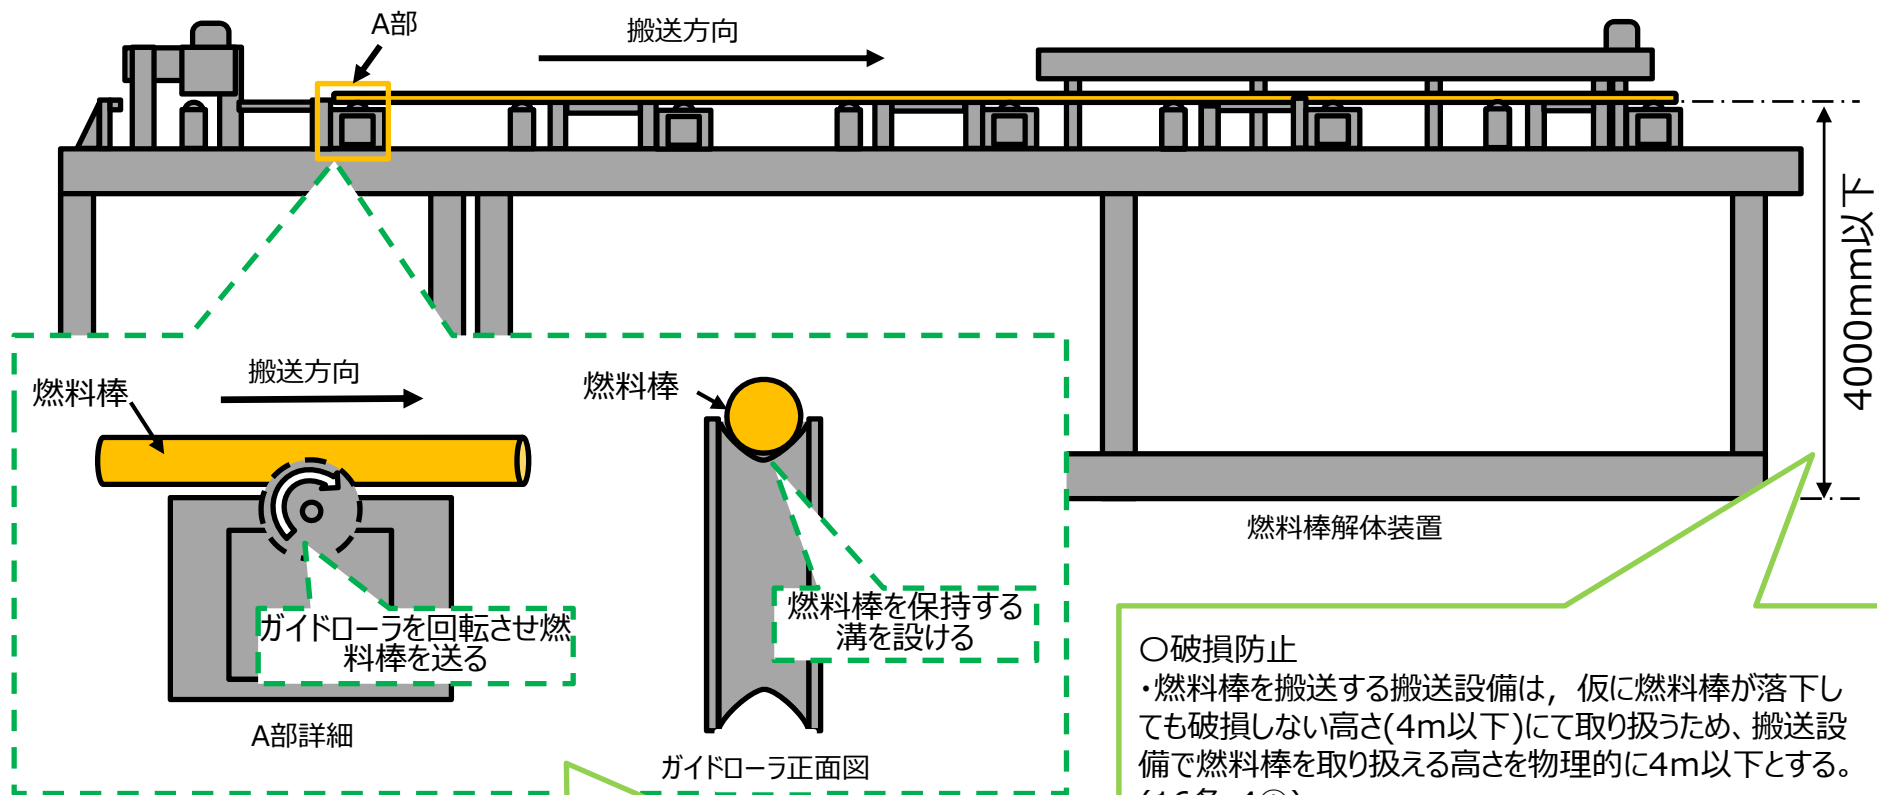 A部
搬送方向
4000mm以下
搬送方向
燃料棒
燃料棒
ガイドローラを回転させ燃
料棒を送る
燃料棒を保持する
溝を設ける
A部詳細
ガイドローラ正面図
燃料棒解体装置
〇破損防止
・燃料棒を搬送する搬送設備は，仮に燃料棒が落下し
ても破損しない高さ(4m以下)にて取り扱うため、搬送設
備で燃料棒を取り扱える高さを物理的に4m以下とする。